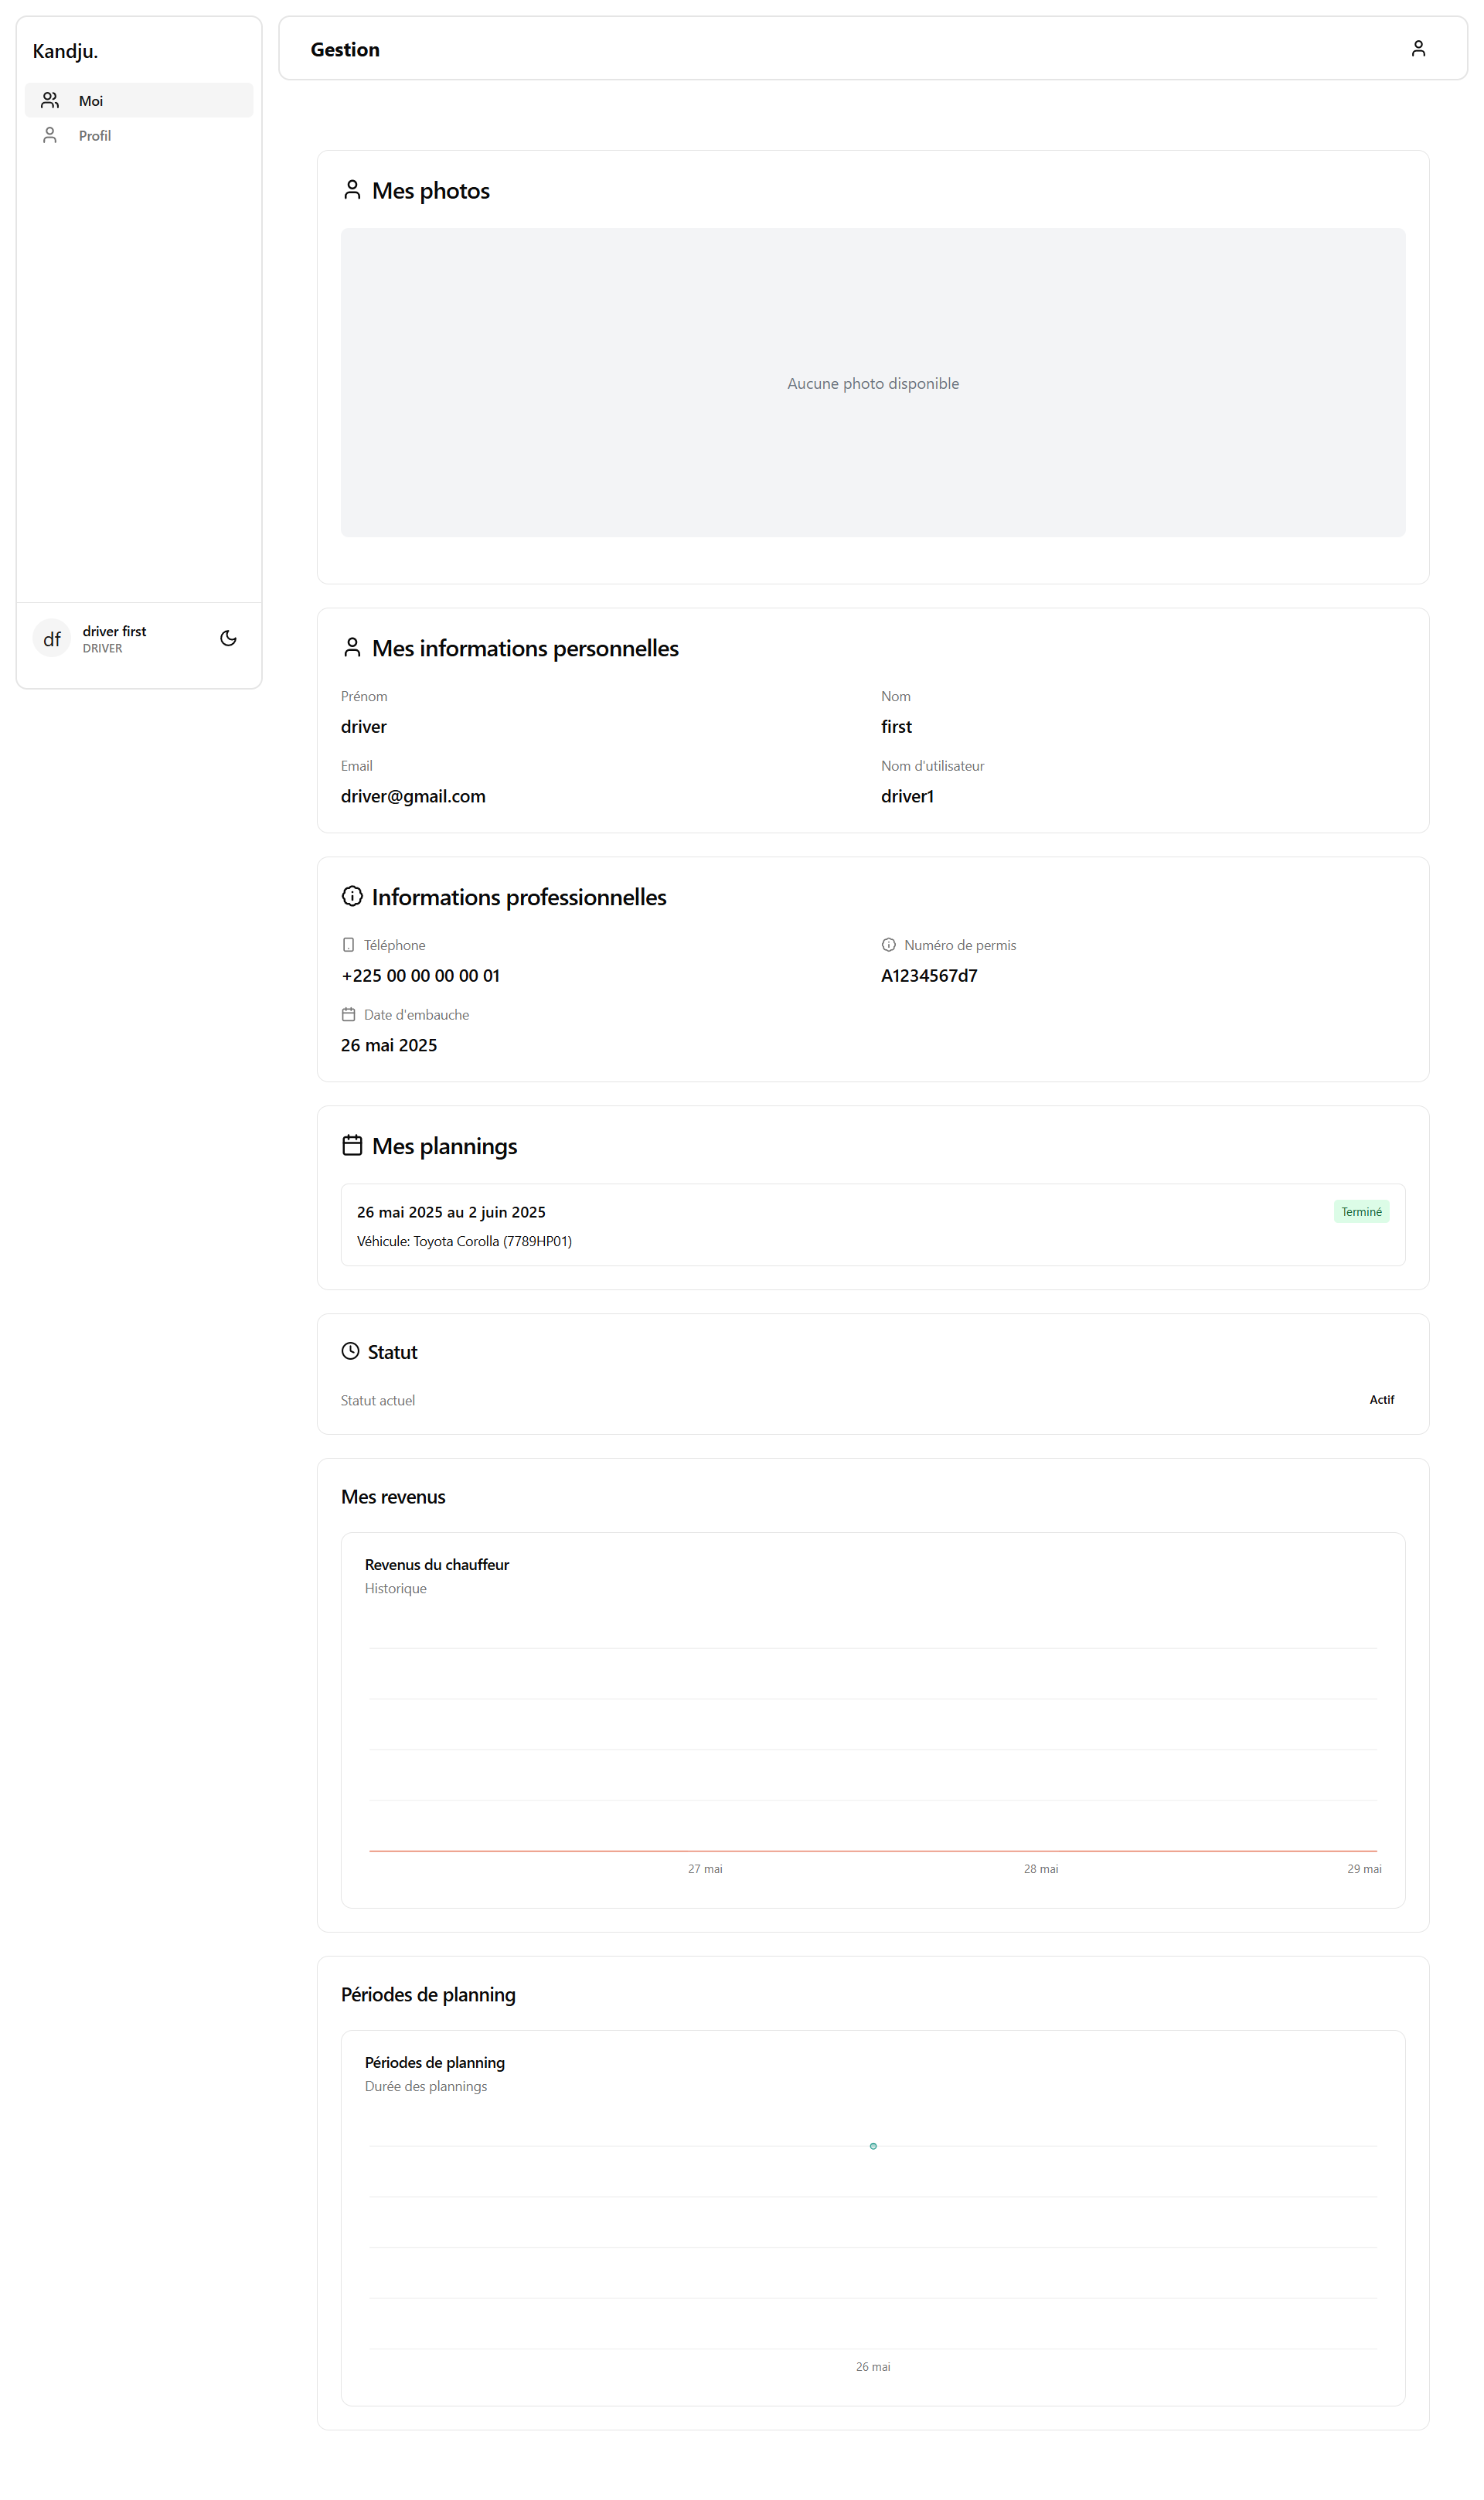 Kandju.
Moi
Profil
driver first
DRIVER
df
Gestion
Mes photos
Aucune photo disponible
Mes informations personnelles
Prénom
driver
Nom
first
Email
driver@gmail.com
Nom d'utilisateur
driver1
Informations professionnelles
Téléphone
+225 00 00 00 00 01
Numéro de permis
A1234567d7
Date d'embauche
26 mai 2025
Mes plannings
26 mai 2025 au 2 juin 2025
Terminé
Véhicule: Toyota Corolla (7789HP01)
Statut
Statut actuel
Actif
Mes revenus
Revenus du chauffeur
Historique
27 mai
28 mai
29 mai
Périodes de planning
Périodes de planning
Durée des plannings
26 mai